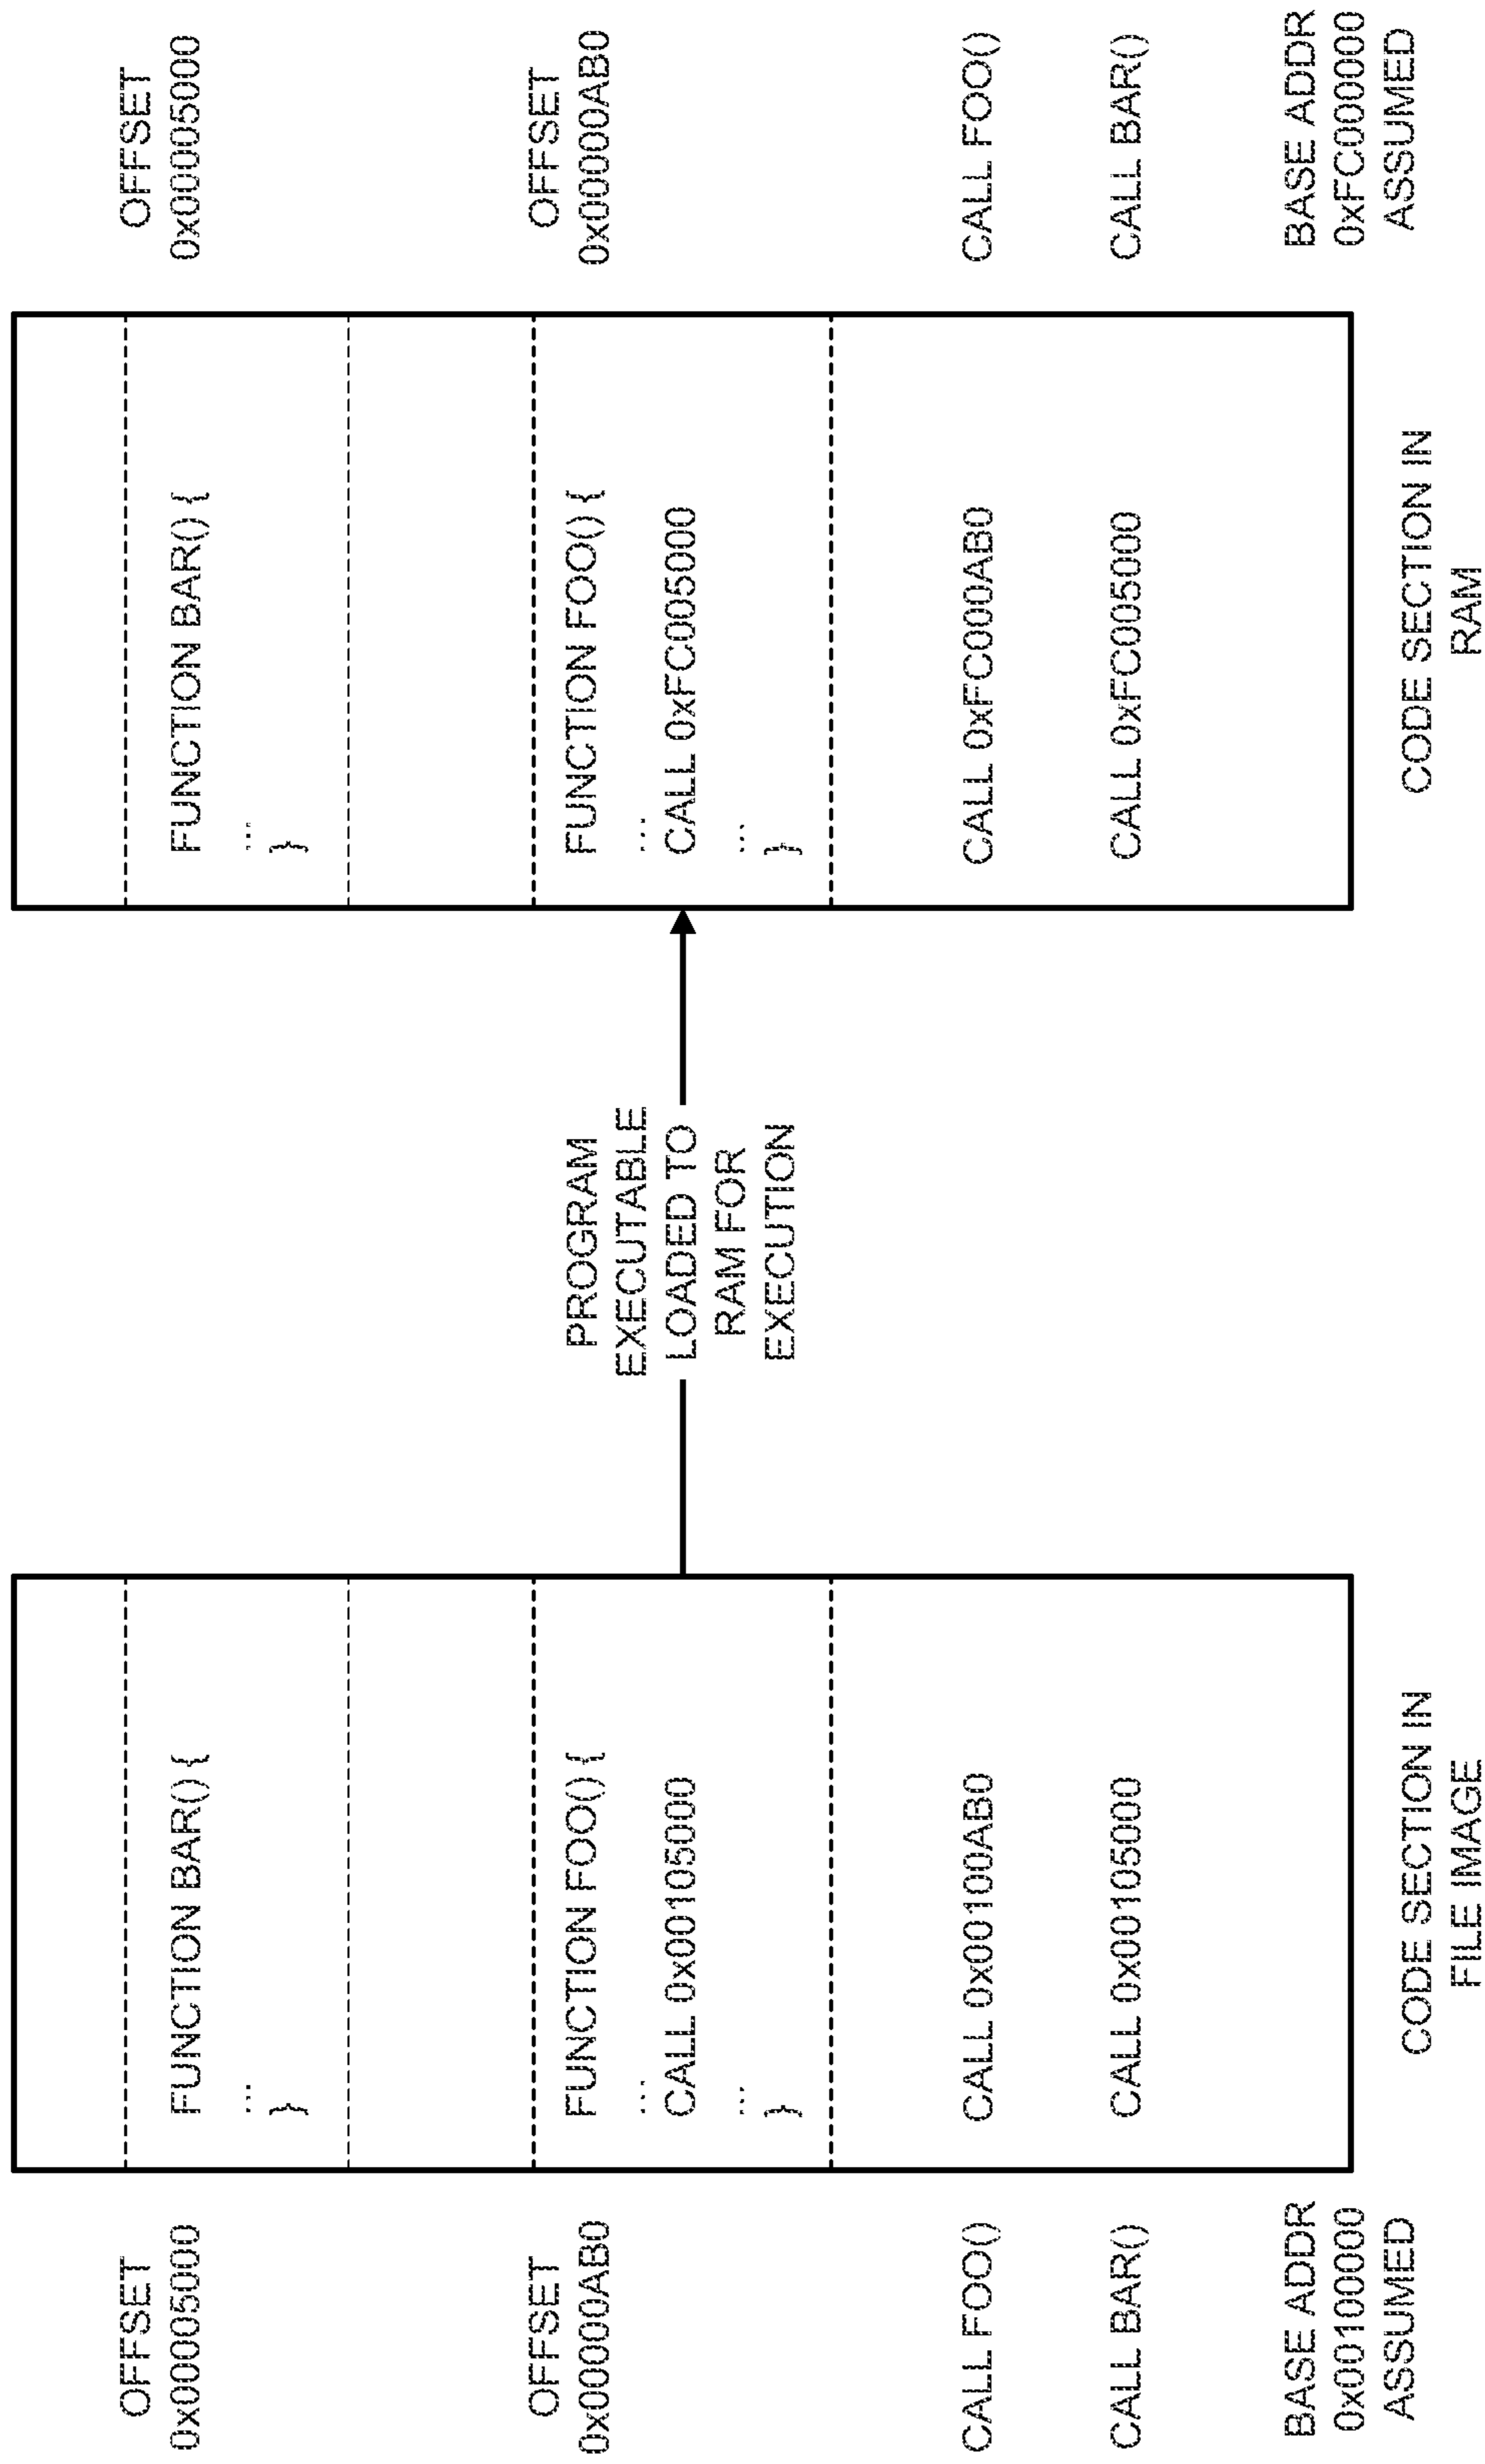 OFFSET
0x00005000
OFFSET
0x00000AB0
CALL FOO()
CALL BAR()
BASE ADDR
0x00100000
ASSUMED
FUNCTION BAR() {
...
}
FUNCTION FOO() {
...
CALL 0x00105000
...
}
CALL 0x00100AB0
CALL 0x00105000
CODE SECTION IN
FILE IMAGE
PROGRAM
EXECUTABLE
LOADED TO
RAM FOR
EXECUTION
FUNCTION BAR() {
...
}
FUNCTION FOO() {
...
CALL 0xFC005000
...
}
CALL 0xFC000AB0
CALL 0xFC005000
CODE SECTION IN
RAM
OFFSET
0x00005000
OFFSET
0x00000AB0
CALL FOO()
CALL BAR()
BASE ADDR
0xFC000000
ASSUMED